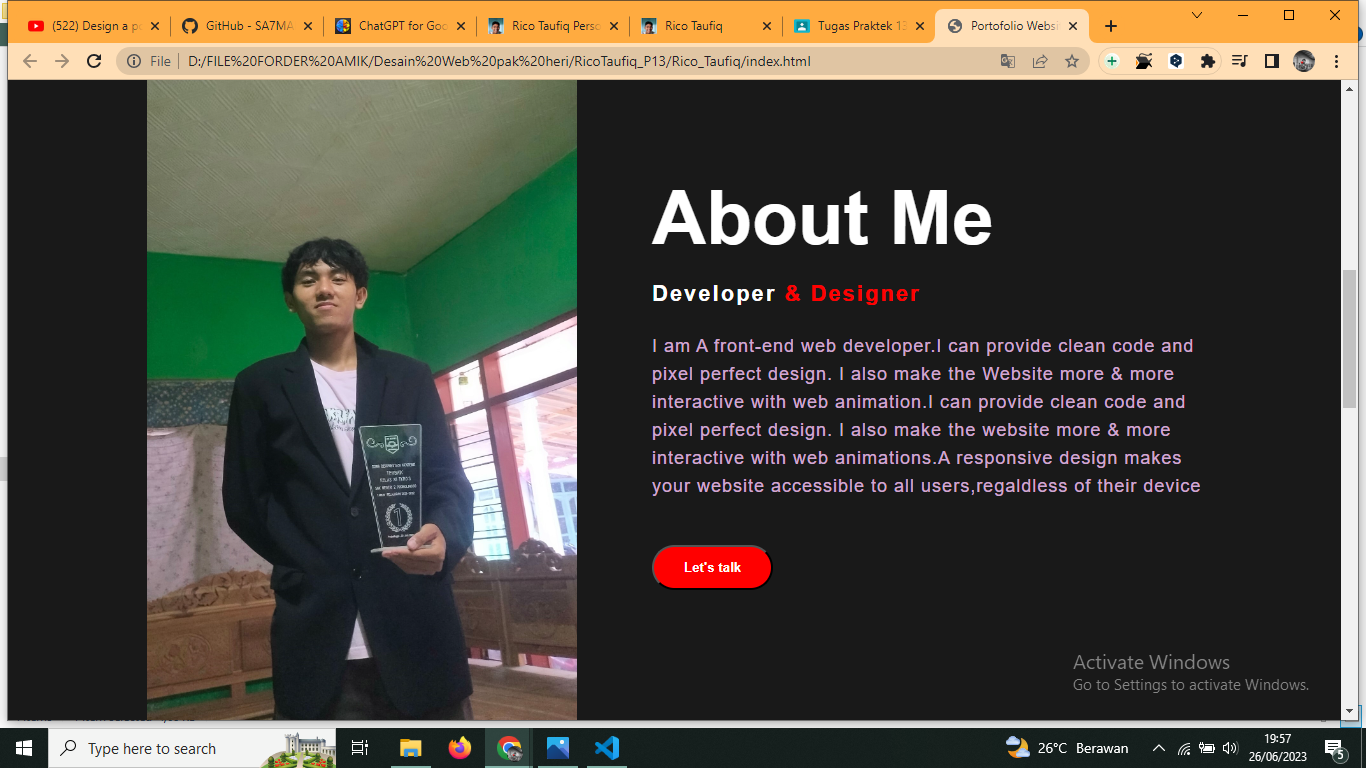 (522) Design a po
GitHub - SA7MA
ChatGPT for Goo
Rico Taufiq Perso
Rico Taufiq
Tugas Praktek 13
Portofolio Websi
File
D:/FILE%20FORDER%20AMIK/Desain%20Web%20pak%20heri/RicoTaufiq_P13/Rico_Taufiq/index.html
About Me
Developer & Designer
I am A front-end web developer.I can provide clean code and
pixel perfect design. I also make the Website more & more
interactive with web animation.I can provide clean code and
pixel perfect design. I also make the website more & more
interactive with web animations.A responsive design makes
your website accessible to all users,regaldless of their device
Let's talk
1
Activate Windows
Go to Settings to activate Windows.
Type here to search
26°C Berawan
19:57
26/06/2023
5